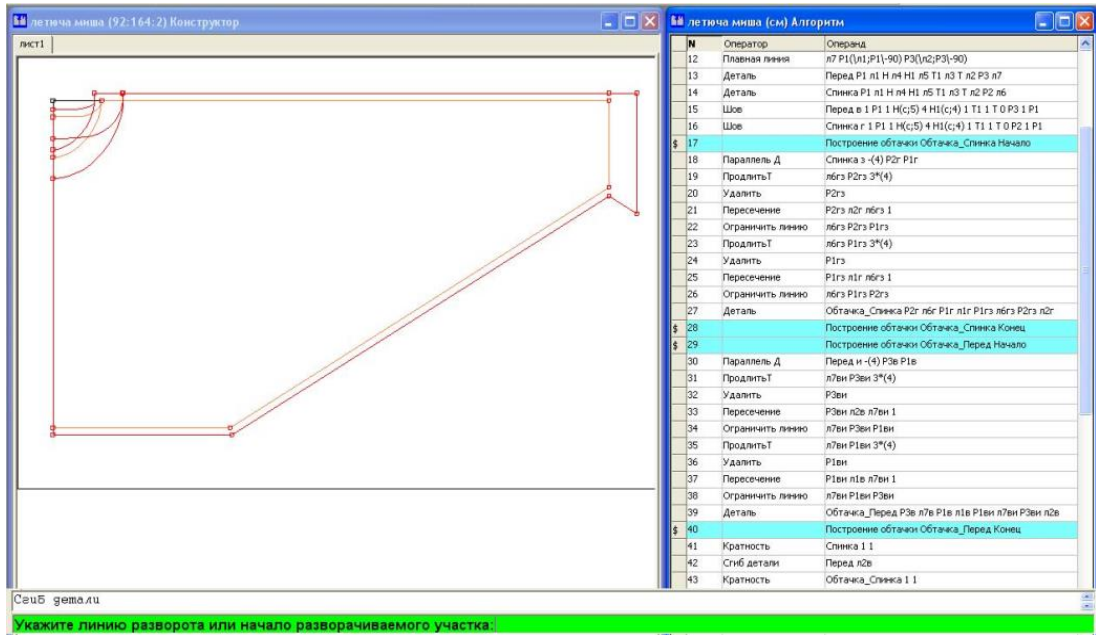 летюча миша (92:164:2) Конструктор
лист1
летюча миша (см) Алгоритм
N Оператор Операнд
12 Плавная линия л7 P1(\л1;P1\-90) P3(\л2;P3\-90)
13 Деталь Перед P1 л1 H л4 H1 л5 T1 л3 T л2 P3 л7
14 Деталь Спинка P1 л1 H л4 H1 л5 T1 л3 T л2 P2 л6
15 Шов Перед в 1 P1 1 H(с;5) 4 H1(с;4) 1 T1 1 T 0 P3 1 P1
16 Шов Спинка г 1 P1 1 H(с;5) 4 H1(с;4) 1 T1 1 T 0 P2 1 P1
$ 17 Построение обтачки Обтачка_Спинка Начало
18 Параллель Д Спинка з -(4) P2г P1г
19 ПродлитьТ л6гз P2гз 3*(4)
20 Удалить P2гз
21 Пересечение P2гз л2г л6гз 1
22 Ограничить линию л6гз P2гз P1гз
23 ПродлитьТ л6гз P1гз 3*(4)
24 Удалить P1гз
25 Пересечение P1гз л1г л6гз 1
26 Ограничить линию л6гз P1гз P2гз
27 Деталь Обтачка_Спинка P2г л6г P1г л1г P1гз л6гз P2гз л2г
$ 28 Построение обтачки Обтачка_Спинка Конец
$ 29 Построение обтачки Обтачка_Перед Начало
30 Параллель Д Перед и -(4) P3в P1в
31 ПродлитьТ л7ви P3ви 3*(4)
32 Удалить P3ви
33 Пересечение P3ви л2в л7ви 1
34 Ограничить линию л7ви P3ви P1ви
35 ПродлитьТ л7ви P1ви 3*(4)
36 Удалить P1ви
37 Пересечение P1ви л1в л7ви 1
38 Ограничить линию л7ви P1ви P3ви
39 Деталь Обтачка_Перед P3в л7в P1в л1в P1ви л7ви P3ви л2в
$ 40 Построение обтачки Обтачка_Перед Конец
41 Кратность Спинка 1 1
42 Сгиб детали Перед л2в
43 Кратность Обтачка_Спинка 1 1
Сгиб детали
Укажите линию разворота или начало разворачиваемого участка: